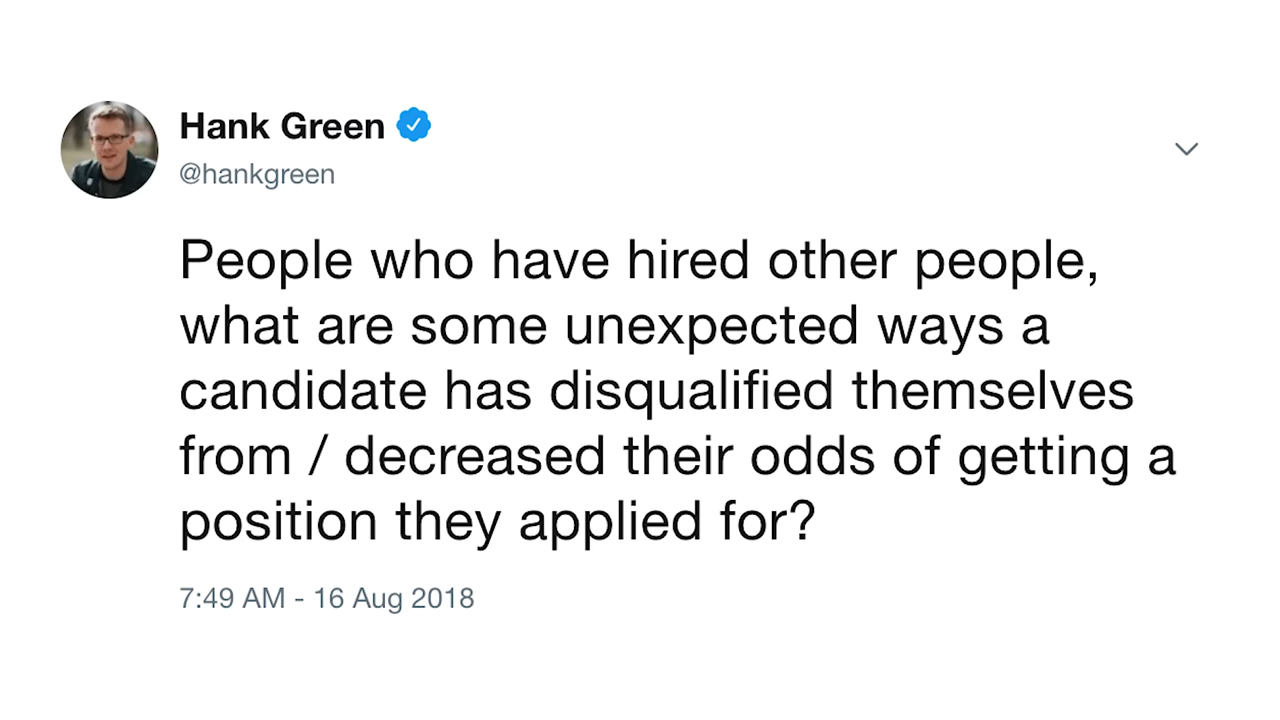 Hank Green
@hankgreen
People who have hired other people,
what are some unexpected ways a
candidate has disqualified themselves
from / decreased their odds of getting a
position they applied for?
7:49 AM - 16 Aug 2018